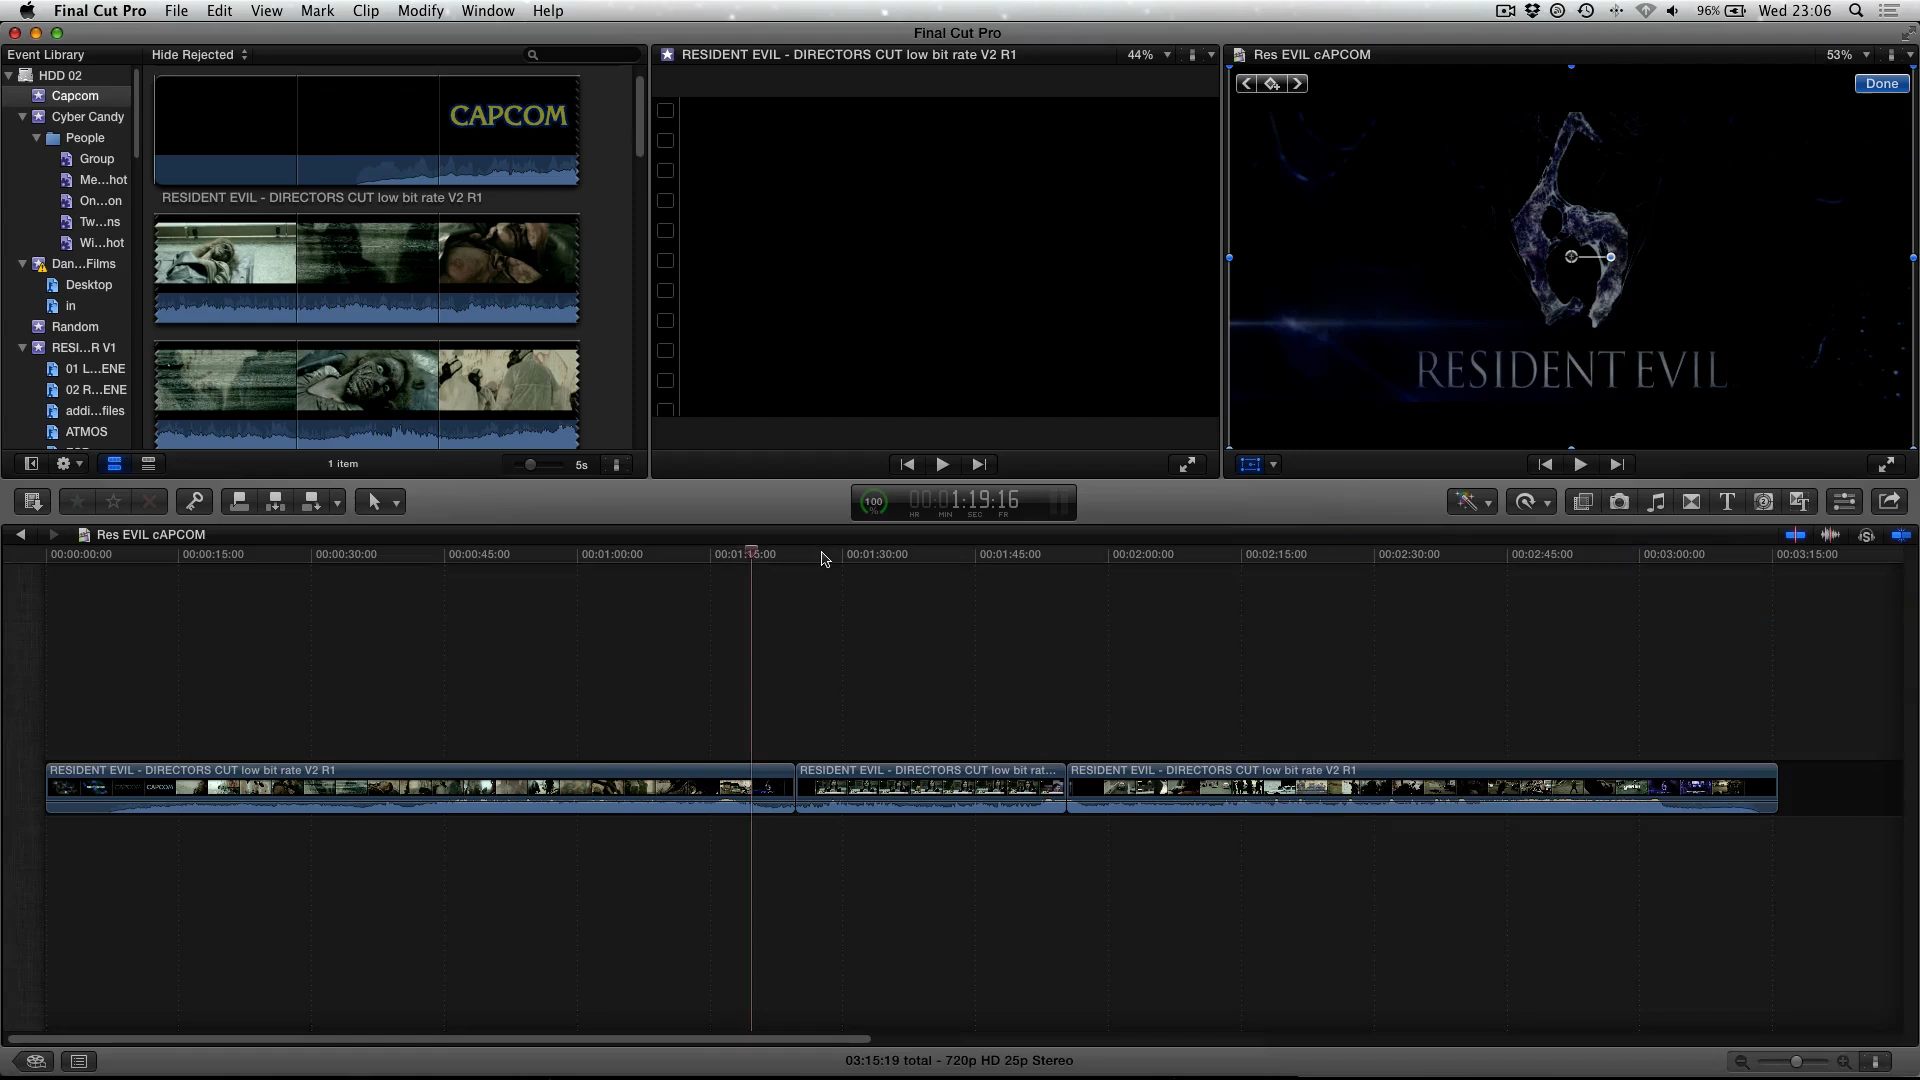 Final Cut Pro File Edit View Mark Clip Modify Window Help 96% Wed 23:06
Final Cut Pro
Event Library
Hide Rejected
RESIDENT EVIL - DIRECTORS CUT low bit rate V2 R1
44%
Res EVIL cAPCOM
53%
HDD 02
Capcom
Cyber Candy
People
Group
Me...hot
On...on
Tw...ns
Wi...hot
Dan...Films
Desktop
in
Random
RESI...R V1
01 L...ENE
02 R...ENE
addi...files
ATMOS
CAPCOM
RESIDENT EVIL - DIRECTORS CUT low bit rate V2 R1
Done
RESIDENT EVIL
1 item
5s
100
%
00:01:19:16
HR MIN SEC FR
Res EVIL cAPCOM
00:00:00:00 00:00:15:00 00:00:30:00 00:00:45:00 00:01:00:00 00:01:15:00 00:01:30:00 00:01:45:00 00:02:00:00 00:02:15:00 00:02:30:00 00:02:45:00 00:03:00:00 00:03:15:00
RESIDENT EVIL - DIRECTORS CUT low bit rate V2 R1
RESIDENT EVIL - DIRECTORS CUT low bit rat...
RESIDENT EVIL - DIRECTORS CUT low bit rate V2 R1
03:15:19 total - 720p HD 25p Stereo